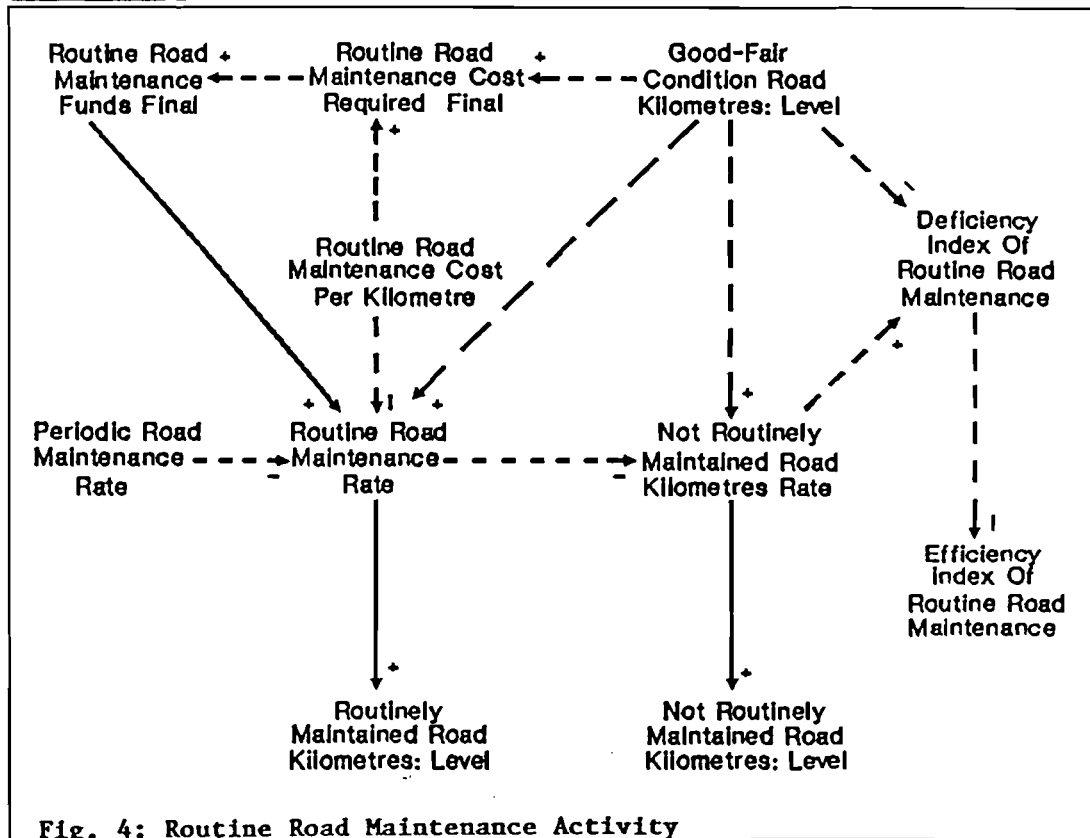 Routine Road
Maintenance
Funds Final
Routine Road
Maintenance Cost
Required Final
Good-Fair
Condition Road
Kilometres: Level
Deficiency
Index Of
Routine Road
Maintenance
Routine Road
Maintenance Cost
Per Kilometre
Periodic Road
Maintenance
Rate
Routine Road
Maintenance
Rate
Not Routinely
Maintained Road
Kilometres Rate
Efficiency
Index Of
Routine Road
Maintenance
Routinely
Maintained Road
Kilometres: Level
Not Routinely
Maintained Road
Kilometres: Level
Fig. 4: Routine Road Maintenance Activity